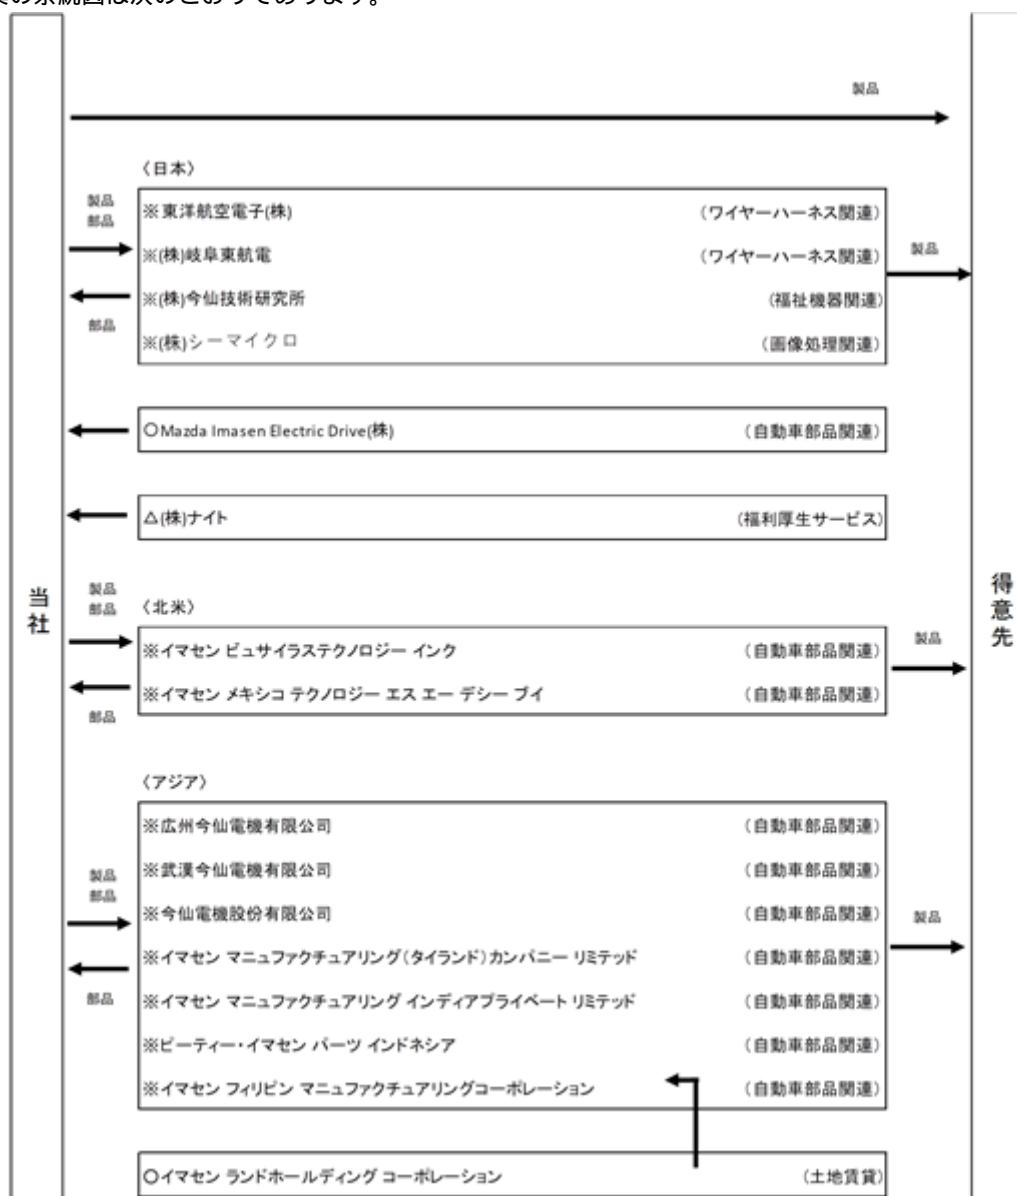 製品
〈日本〉
製品
部品
※東洋航空電子(株) (ワイヤーハーネス関連)
※(株)岐阜東航電 (ワイヤーハーネス関連)
製品
※(株)今仙技術研究所 (福祉機器関連)
部品
※(株)シーマイクロ (画像処理関連)
○Mazda Imasen Electric Drive(株) (自動車部品関連)
△(株)ナイト (福利厚生サービス)
当社
得意先
製品
部品
〈北米〉
※イマセン ビュサイラステクノロジー インク (自動車部品関連)
製品
※イマセン メキシコ テクノロジー エス エー デシー ブイ (自動車部品関連)
部品
〈アジア〉
※広州今仙電機有限公司 (自動車部品関連)
※武漢今仙電機有限公司 (自動車部品関連)
製品
部品
※今仙電機股份有限公司 (自動車部品関連)
製品
※イマセン マニュファクチュアリング(タイランド)カンパニー リミテッド (自動車部品関連)
部品
※イマセン マニュファクチュアリング インディアプライベート リミテッド (自動車部品関連)
※ピーティー・イマセン パーツ インドネシア (自動車部品関連)
※イマセン フィリピン マニュファクチュアリングコーポレーション (自動車部品関連)
○イマセン ランドホールディング コーポレーション (土地賃貸)